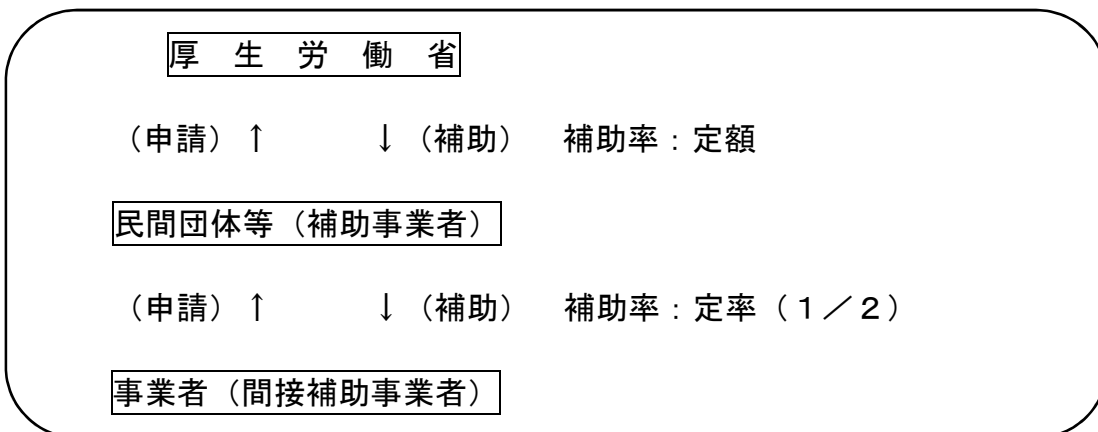 厚 生 労 働 省
（申請）↑ ↓（補助） 補助率：定額
民間団体等（補助事業者）
（申請）↑ ↓（補助） 補助率：定率（１／２）
事業者（間接補助事業者）